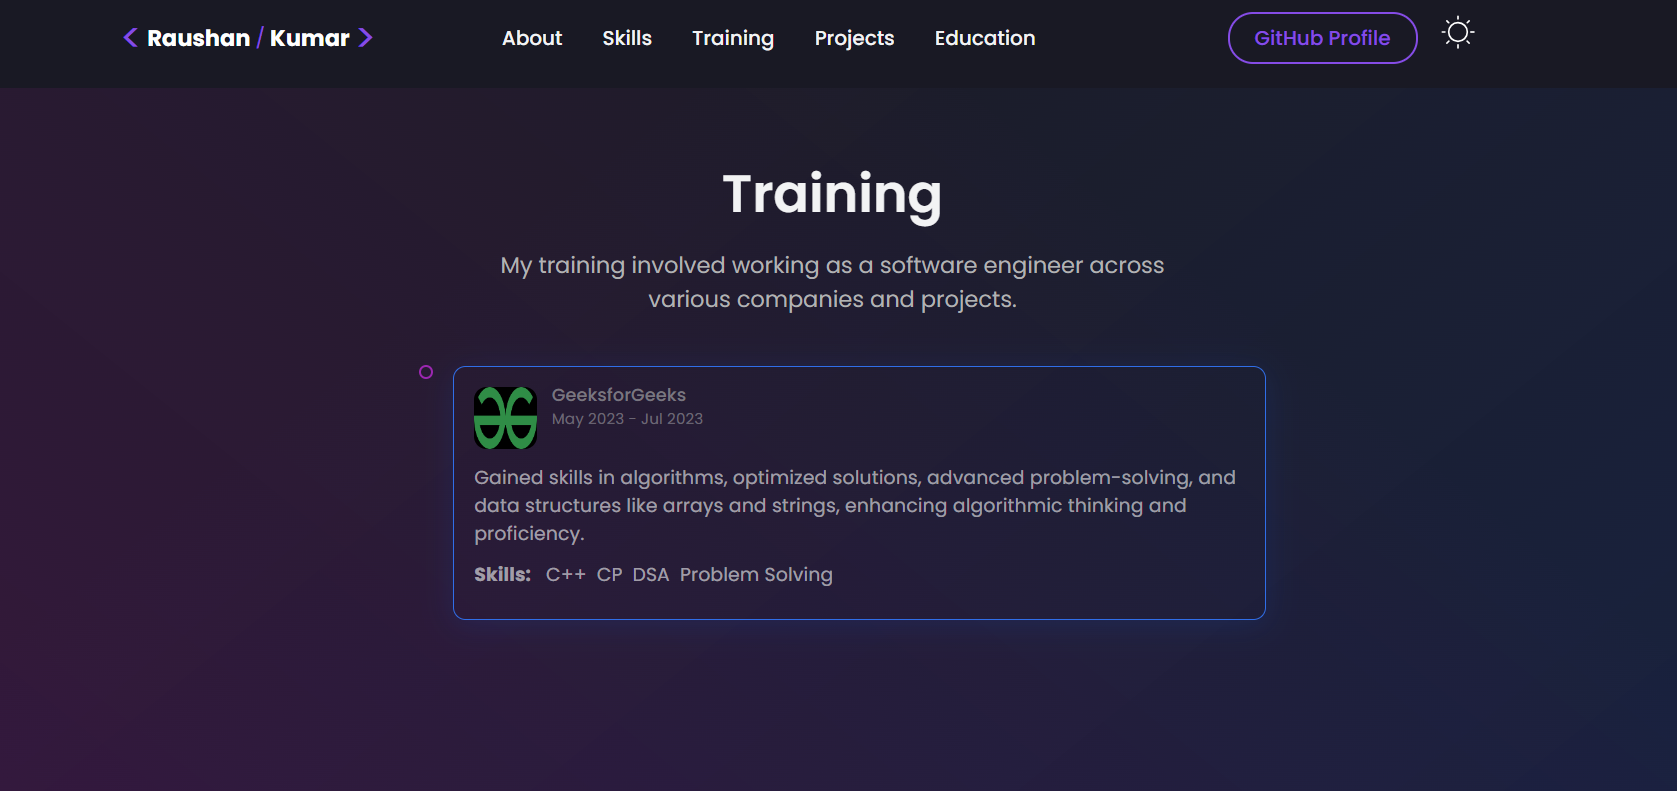 < Raushan / Kumar >
About Skills Training Projects Education
GitHub Profile
Training
My training involved working as a software engineer across
various companies and projects.
GeeksforGeeks
May 2023 - Jul 2023
Gained skills in algorithms, optimized solutions, advanced problem-solving, and
data structures like arrays and strings, enhancing algorithmic thinking and
proficiency.
Skills: C++ CP DSA Problem Solving